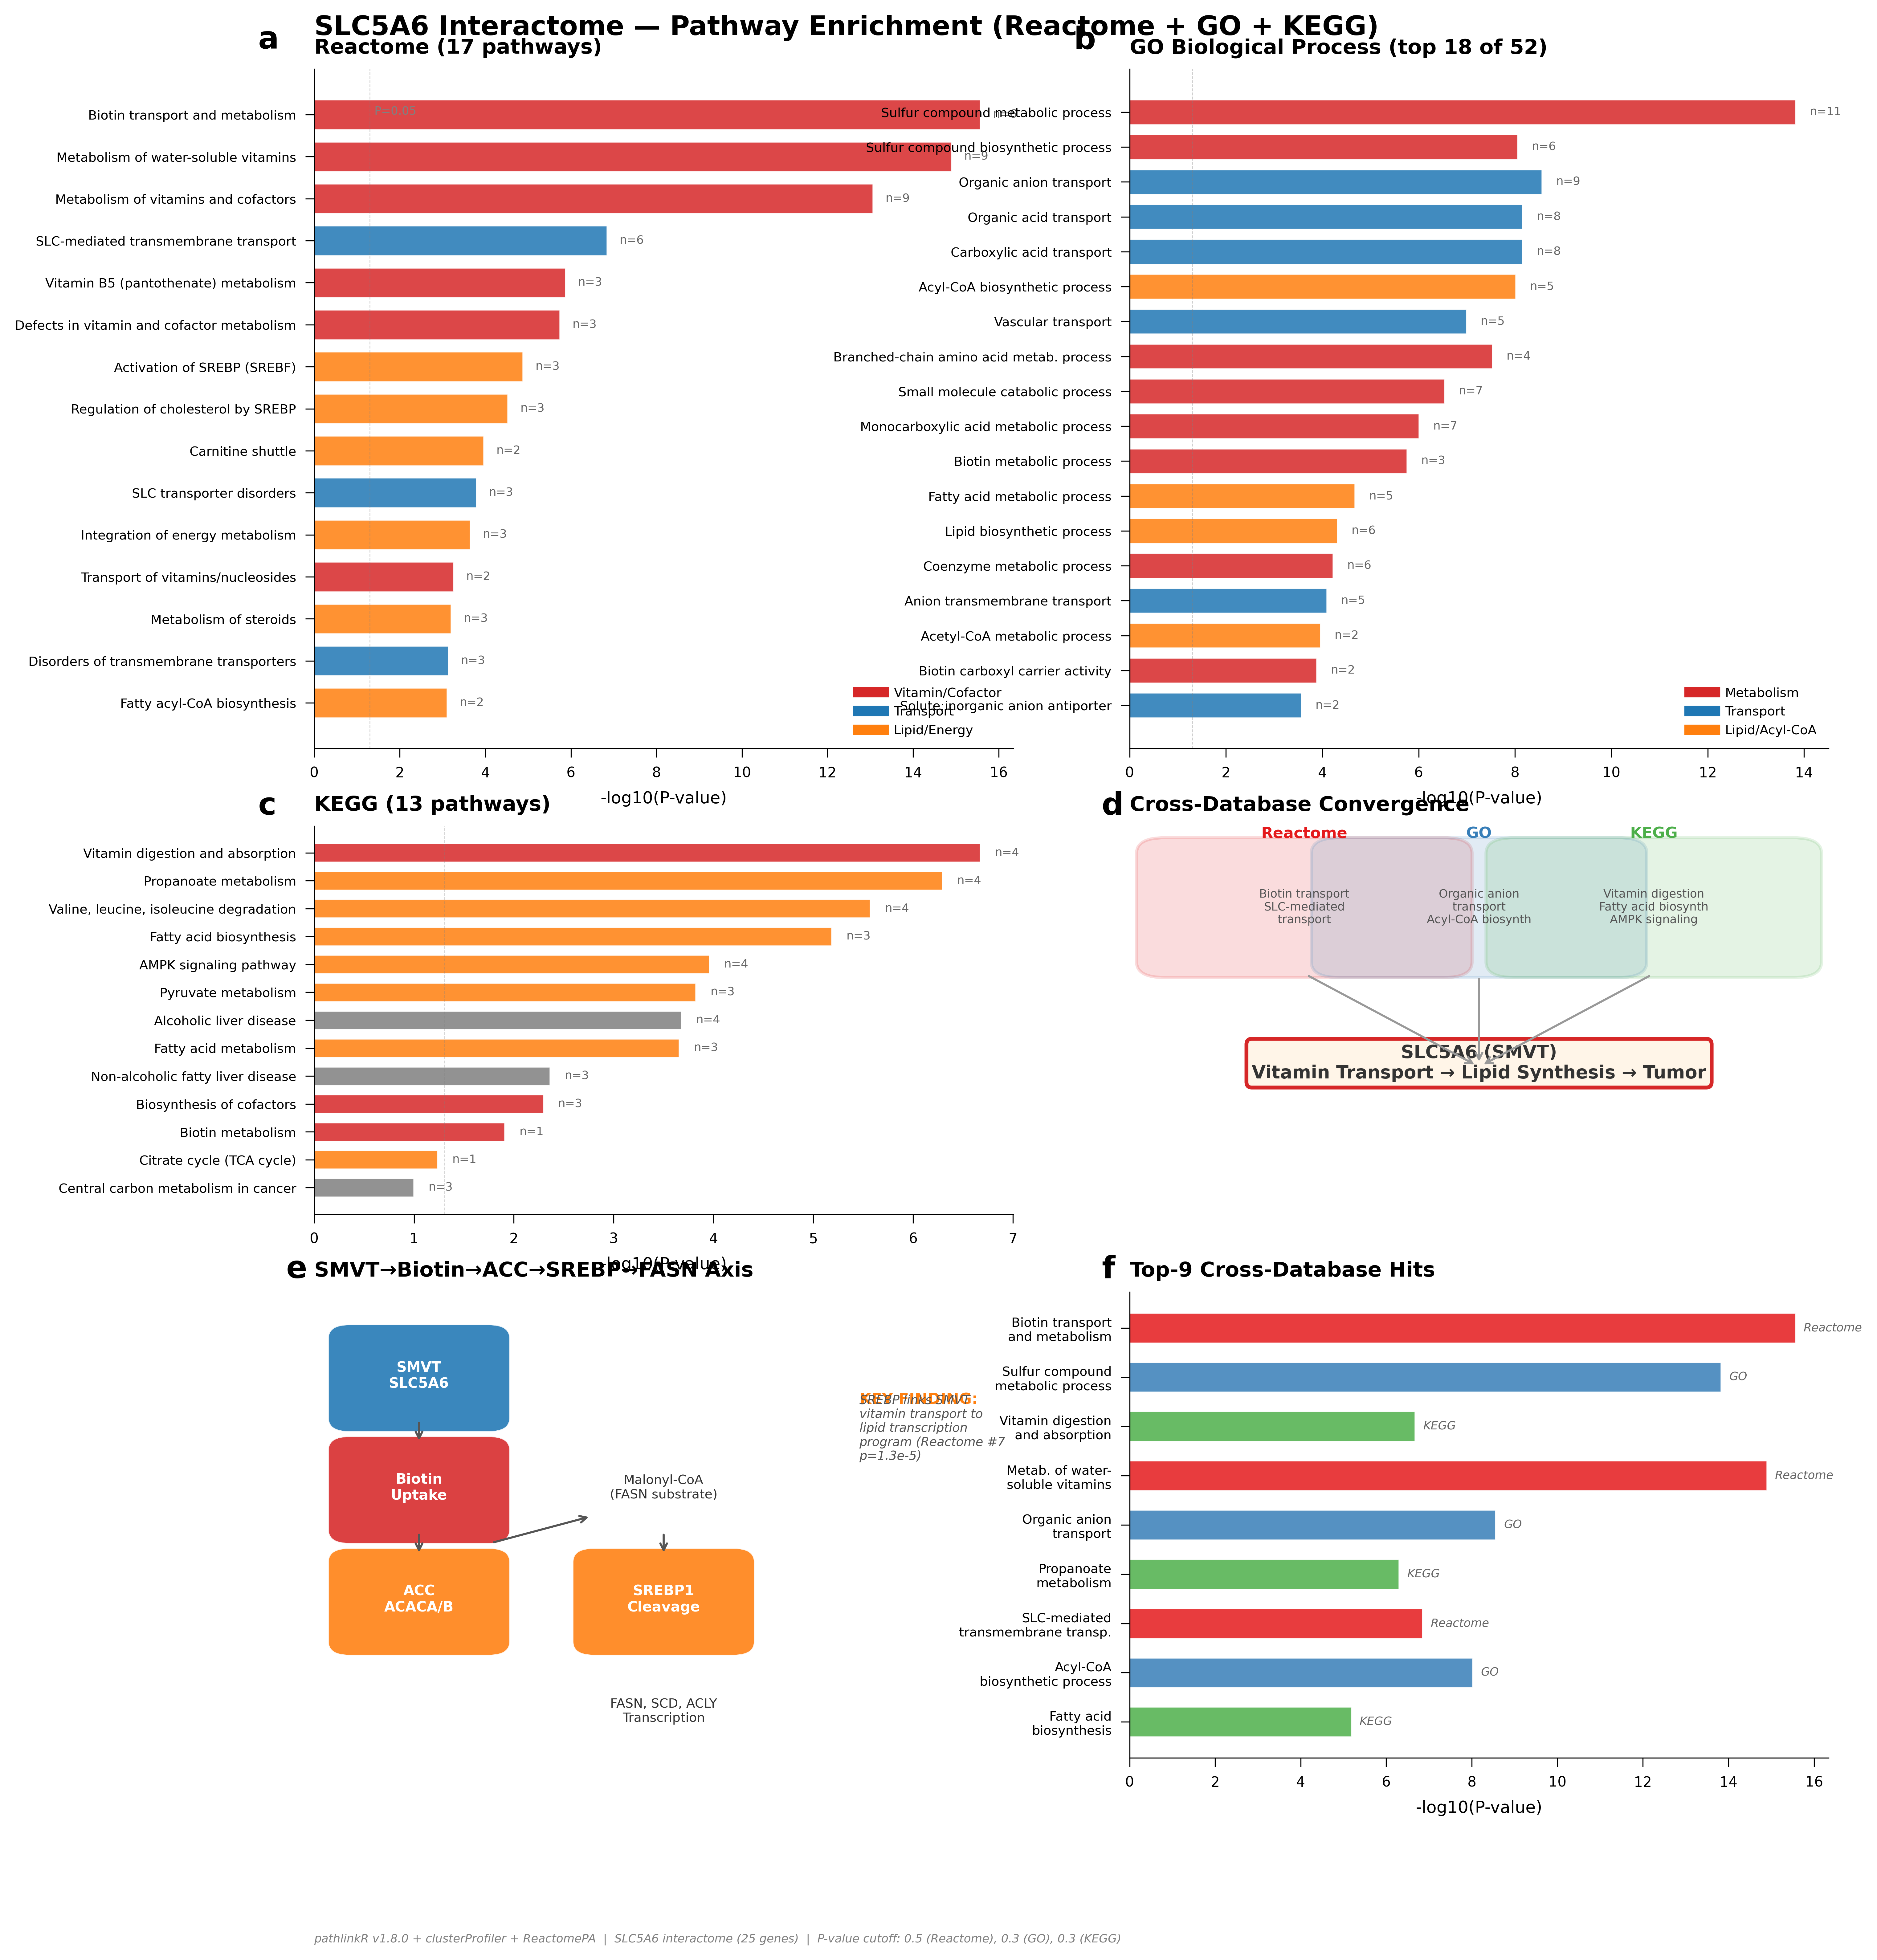 SLC5A6 Interactome — Pathway Enrichment (Reactome + GO + KEGG)
a
Reactome (17 pathways)
Biotin transport and metabolism
P=0.05
Metabolism of water-soluble vitamins
n=9
Metabolism of vitamins and cofactors
n=9
SLC-mediated transmembrane transport
n=6
Vitamin B5 (pantothenate) metabolism
n=3
Defects in vitamin and cofactor metabolism
n=3
Activation of SREBP (SREBF)
n=3
Regulation of cholesterol by SREBP
n=3
Carnitine shuttle
n=2
SLC transporter disorders
n=3
Integration of energy metabolism
n=3
Transport of vitamins/nucleosides
n=2
Metabolism of steroids
n=3
Disorders of transmembrane transporters
n=3
Fatty acyl-CoA biosynthesis
n=2
Vitamin/Cofactor
Transport
Lipid/Energy
0 2 4 6 8 10 12 14 16
-log10(P-value)
b
GO Biological Process (top 18 of 52)
Sulfur compound metabolic process
n=11
Sulfur compound biosynthetic process
n=6
Organic anion transport
n=9
Organic acid transport
n=8
Carboxylic acid transport
n=8
Acyl-CoA biosynthetic process
n=5
Vascular transport
n=5
Branched-chain amino acid metab. process
n=4
Small molecule catabolic process
n=7
Monocarboxylic acid metabolic process
n=7
Biotin metabolic process
n=3
Fatty acid metabolic process
n=5
Lipid biosynthetic process
n=6
Coenzyme metabolic process
n=6
Anion transmembrane transport
n=5
Acetyl-CoA metabolic process
n=2
Biotin carboxyl carrier activity
n=2
Solute:inorganic anion antiporter
n=2
Metabolism
Transport
Lipid/Acyl-CoA
0 2 4 6 8 10 12 14
-log10(P-value)
c
KEGG (13 pathways)
Vitamin digestion and absorption
n=4
Propanoate metabolism
n=4
Valine, leucine, isoleucine degradation
n=4
Fatty acid biosynthesis
n=3
AMPK signaling pathway
n=4
Pyruvate metabolism
n=3
Alcoholic liver disease
n=4
Fatty acid metabolism
n=3
Non-alcoholic fatty liver disease
n=3
Biosynthesis of cofactors
n=3
Biotin metabolism
n=1
Citrate cycle (TCA cycle)
n=1
Central carbon metabolism in cancer
n=3
0 1 2 3 4 5 6 7
-log10(P-value)
d
Cross-Database Convergence
Reactome
GO
KEGG
Biotin transport
SLC-mediated
transport
Organic anion
transport
Acyl-CoA biosynth
Vitamin digestion
Fatty acid biosynth
AMPK signaling
SLC5A6 (SMVT)
Vitamin Transport → Lipid Synthesis → Tumor
e
SMVT→Biotin→ACC→SREBP→FASN Axis
SMVT
SLC5A6
Biotin
Uptake
ACC
ACACA/B
Malonyl-CoA
(FASN substrate)
SREBP1
Cleavage
FASN, SCD, ACLY
Transcription
KEY FINDING:
SREBP links SMVT
vitamin transport to
lipid transcription
program (Reactome #7
p=1.3e-5)
f
Top-9 Cross-Database Hits
Biotin transport
and metabolism
Reactome
Sulfur compound
metabolic process
GO
Vitamin digestion
and absorption
KEGG
Metab. of water-
soluble vitamins
Reactome
Organic anion
transport
GO
Propanoate
metabolism
KEGG
SLC-mediated
transmembrane transp.
Reactome
Acyl-CoA
biosynthetic process
GO
Fatty acid
biosynthesis
KEGG
0 2 4 6 8 10 12 14 16
-log10(P-value)
pathlinkR v1.8.0 + clusterProfiler + ReactomePA | SLC5A6 interactome (25 genes) | P-value cutoff: 0.5 (Reactome), 0.3 (GO), 0.3 (KEGG)